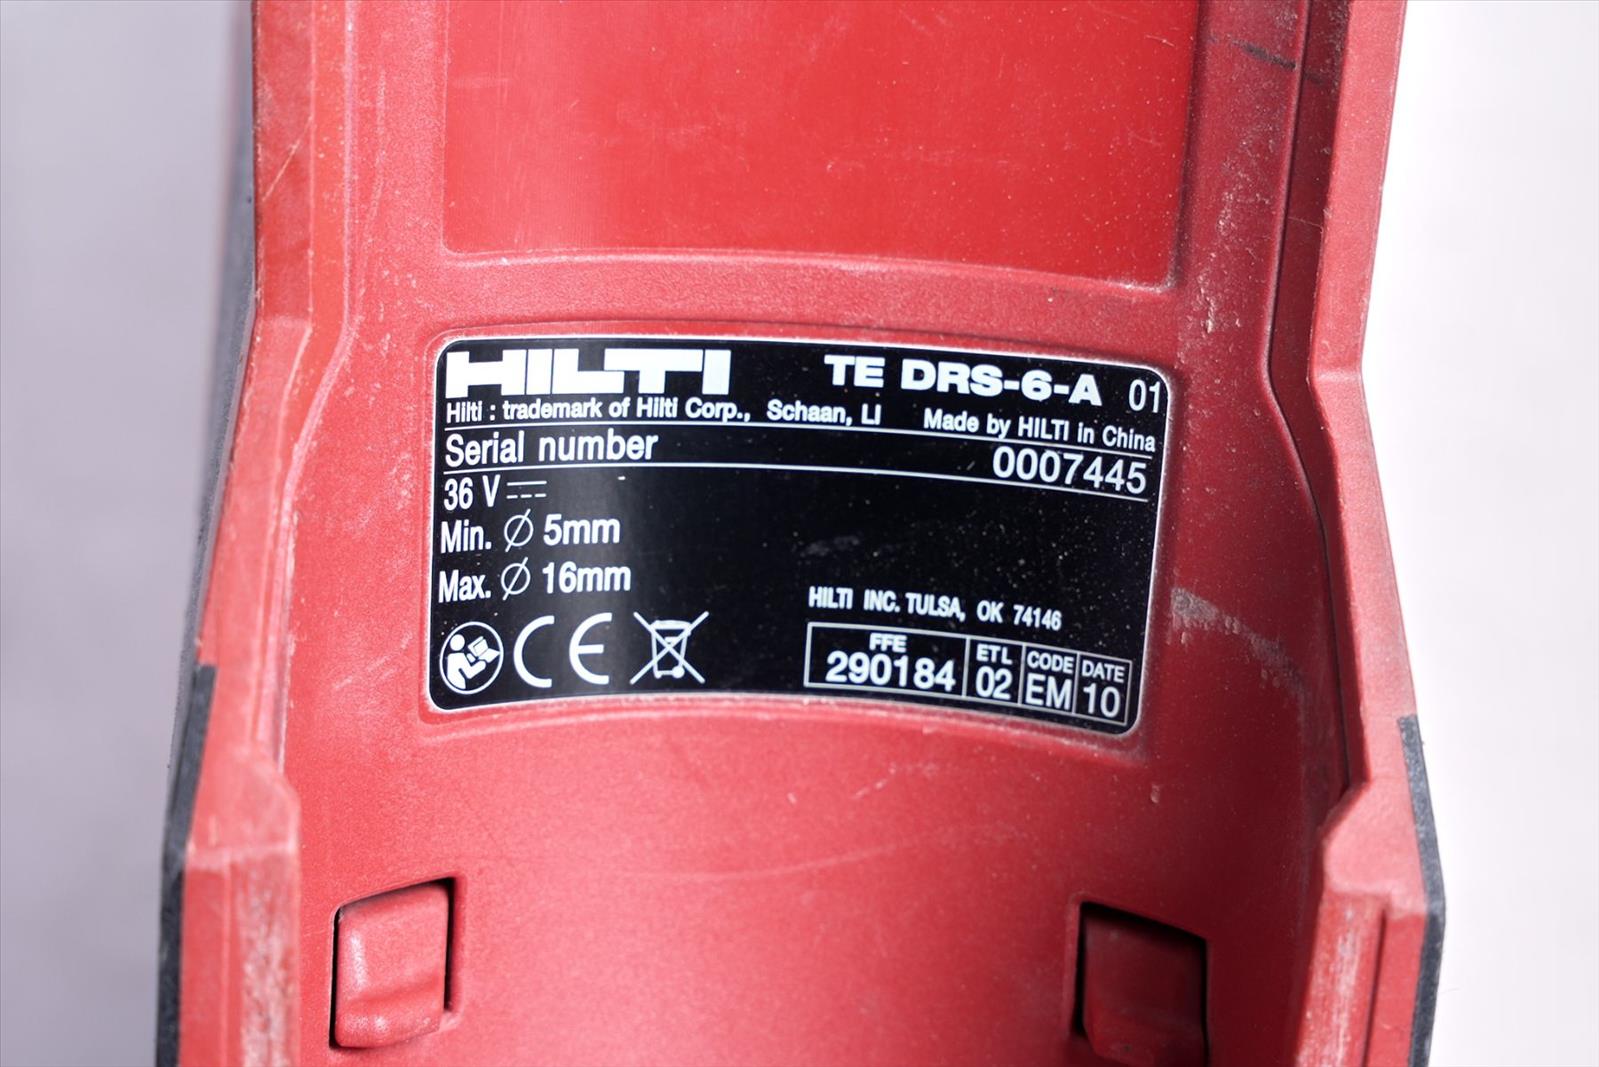 HILTI TE DRS-6-A 01
Hilti : trademark of Hilti Corp., Schaan, LI Made by HILTI in China
Serial number 0007445
36 V
Min. Ø 5mm
Max. Ø 16mm
HILTI INC. TULSA, OK 74146
CE
FFE ETL CODE DATE
290184 02 EM 10